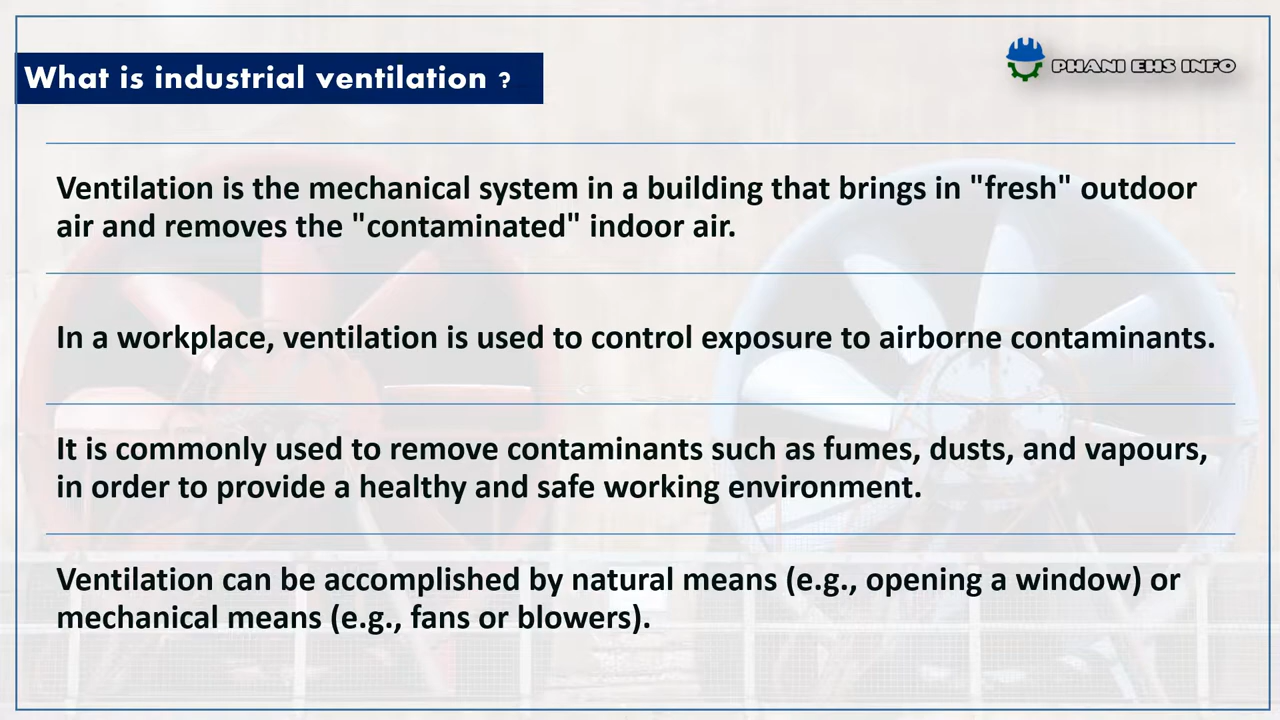 What is industrial ventilation ?
PHANI EHS INFO
Ventilation is the mechanical system in a building that brings in "fresh" outdoor
air and removes the "contaminated" indoor air.
In a workplace, ventilation is used to control exposure to airborne contaminants.
It is commonly used to remove contaminants such as fumes, dusts, and vapours,
in order to provide a healthy and safe working environment.
Ventilation can be accomplished by natural means (e.g., opening a window) or
mechanical means (e.g., fans or blowers).